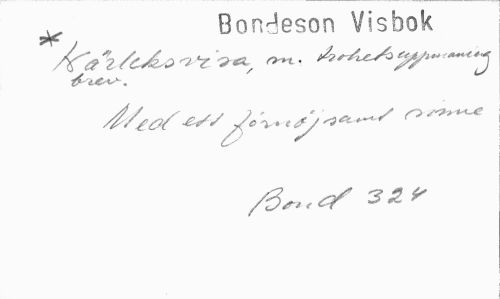 Bondeson Visbok
* Kärleksvisa, m. trohetsuppmaning
brev.
Med ett förnöjsamt sinne
Bond 324